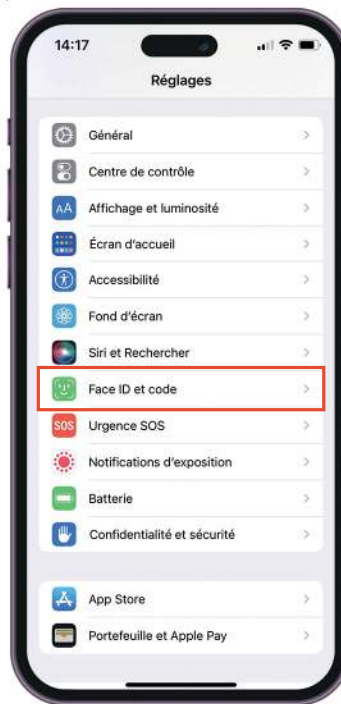 14:17
Réglages
Général
Centre de contrôle
AA Affichage et luminosité
Écran d'accueil
Accessibilité
Fond d'écran
Siri et Rechercher
Face ID et code
SOS Urgence SOS
Notifications d'exposition
Batterie
Confidentialité et sécurité
App Store
Portefeuille et Apple Pay